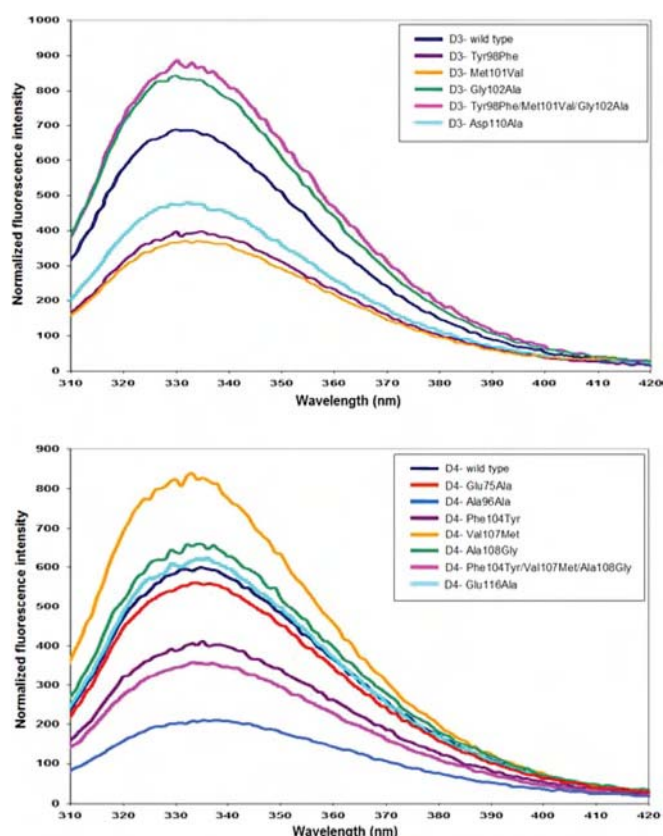 1000
900
800
700
600
500
400
300
200
100
0
Normalized fluorescence intensity
D3- wild type
D3- Tyr98Phe
D3- Met101Val
D3- Gly102Ala
D3- Tyr98Phe/Met101Val/Gly102Ala
D3- Asp110Ala
310 320 330 340 350 360 370 380 390 400 410 420
Wavelength (nm)
900
800
700
600
500
400
300
200
100
0
Normalized fluorescence intensity
D4- wild type
D4- Glu75Ala
D4- Ala96Ala
D4- Phe104Tyr
D4- Val107Met
D4- Ala108Gly
D4- Phe104Tyr/Val107Met/Ala108Gly
D4- Glu116Ala
310 320 330 340 350 360 370 380 390 400 410 420
Wavelength (nm)